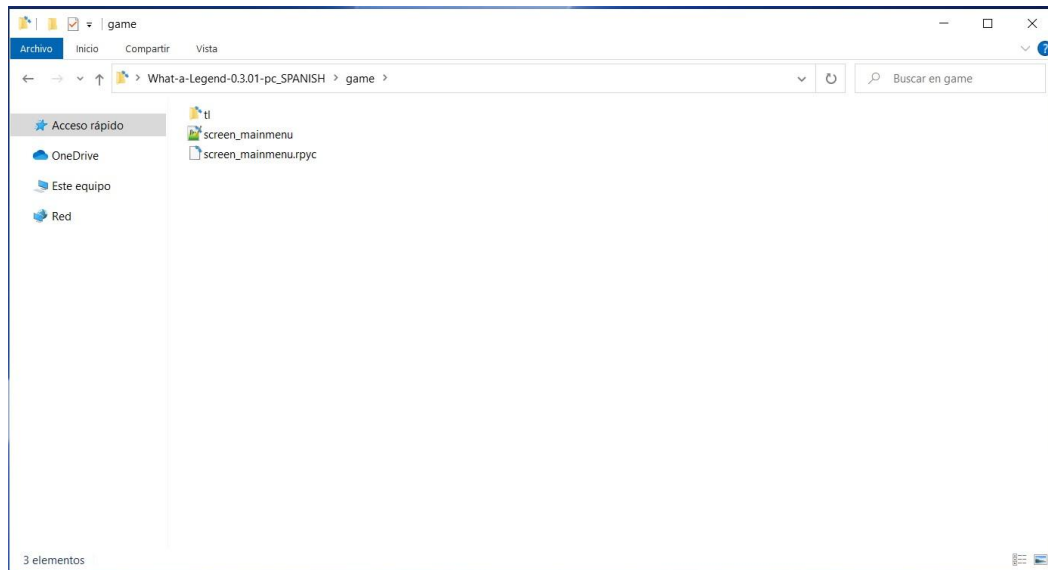 game
Archivo Inicio Compartir Vista
What-a-Legend-0.3.01-pc_SPANISH > game >
Buscar en game
Acceso rápido
OneDrive
Este equipo
Red
tl
screen_mainmenu
screen_mainmenu.rpyc
3 elementos